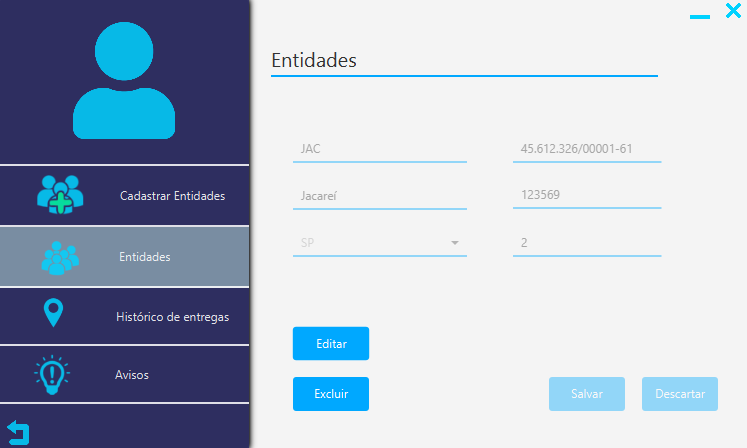 Cadastrar Entidades
Entidades
Histórico de entregas
Avisos
Entidades
JAC
45.612.326/00001-61
Jacareí
123569
SP
2
Editar
Excluir
Salvar
Descartar